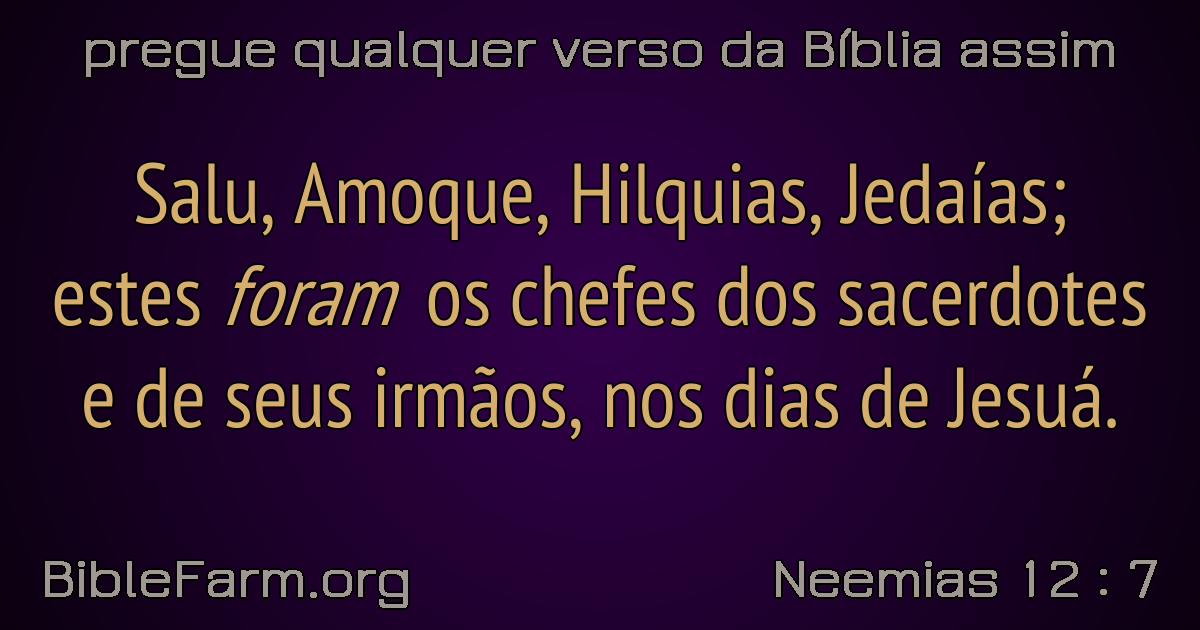 pregue qualquer verso da Bíblia assim
Salu, Amoque, Hilquias, Jedaías;
estes foram os chefes dos sacerdotes
e de seus irmãos, nos dias de Jesuá.
BibleFarm.org
Neemias 12 : 7